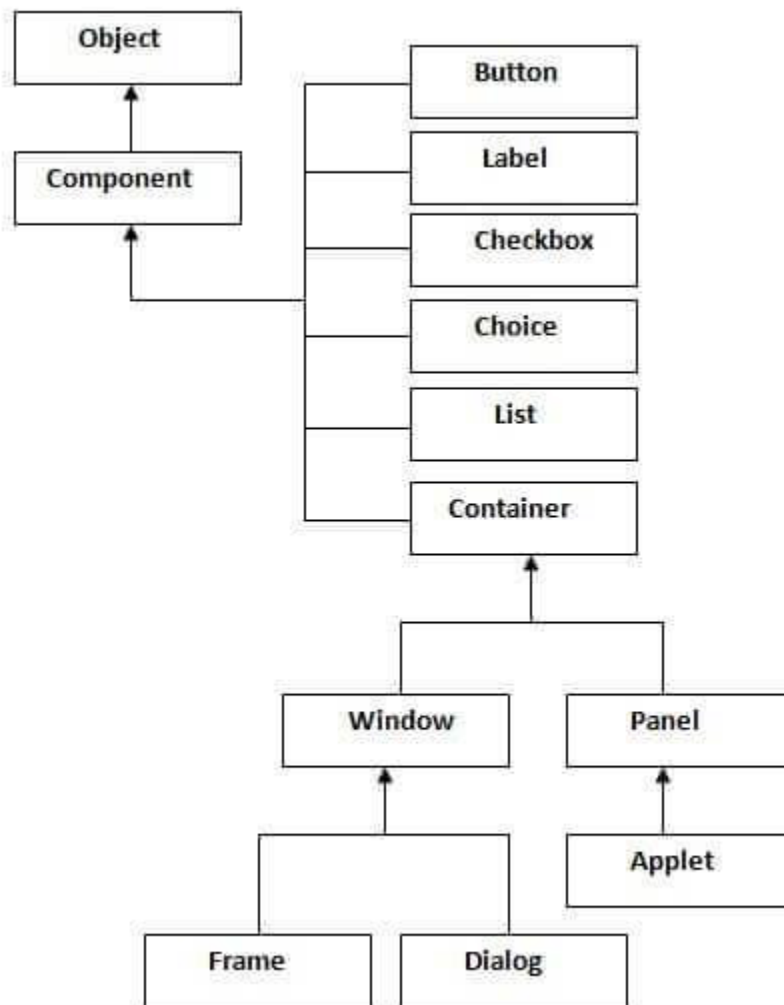 Object
Component
Button
Label
Checkbox
Choice
List
Container
Window
Panel
Applet
Frame
Dialog